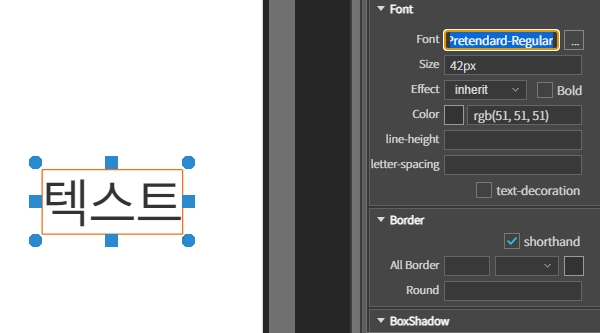 Font
Font Pretendard-Regular ...
Size 42px
Effect inherit Bold
Color rgb(51, 51, 51)
line-height
letter-spacing
text-decoration
텍스트
Border
shorthand
All Border
Round
BoxShadow